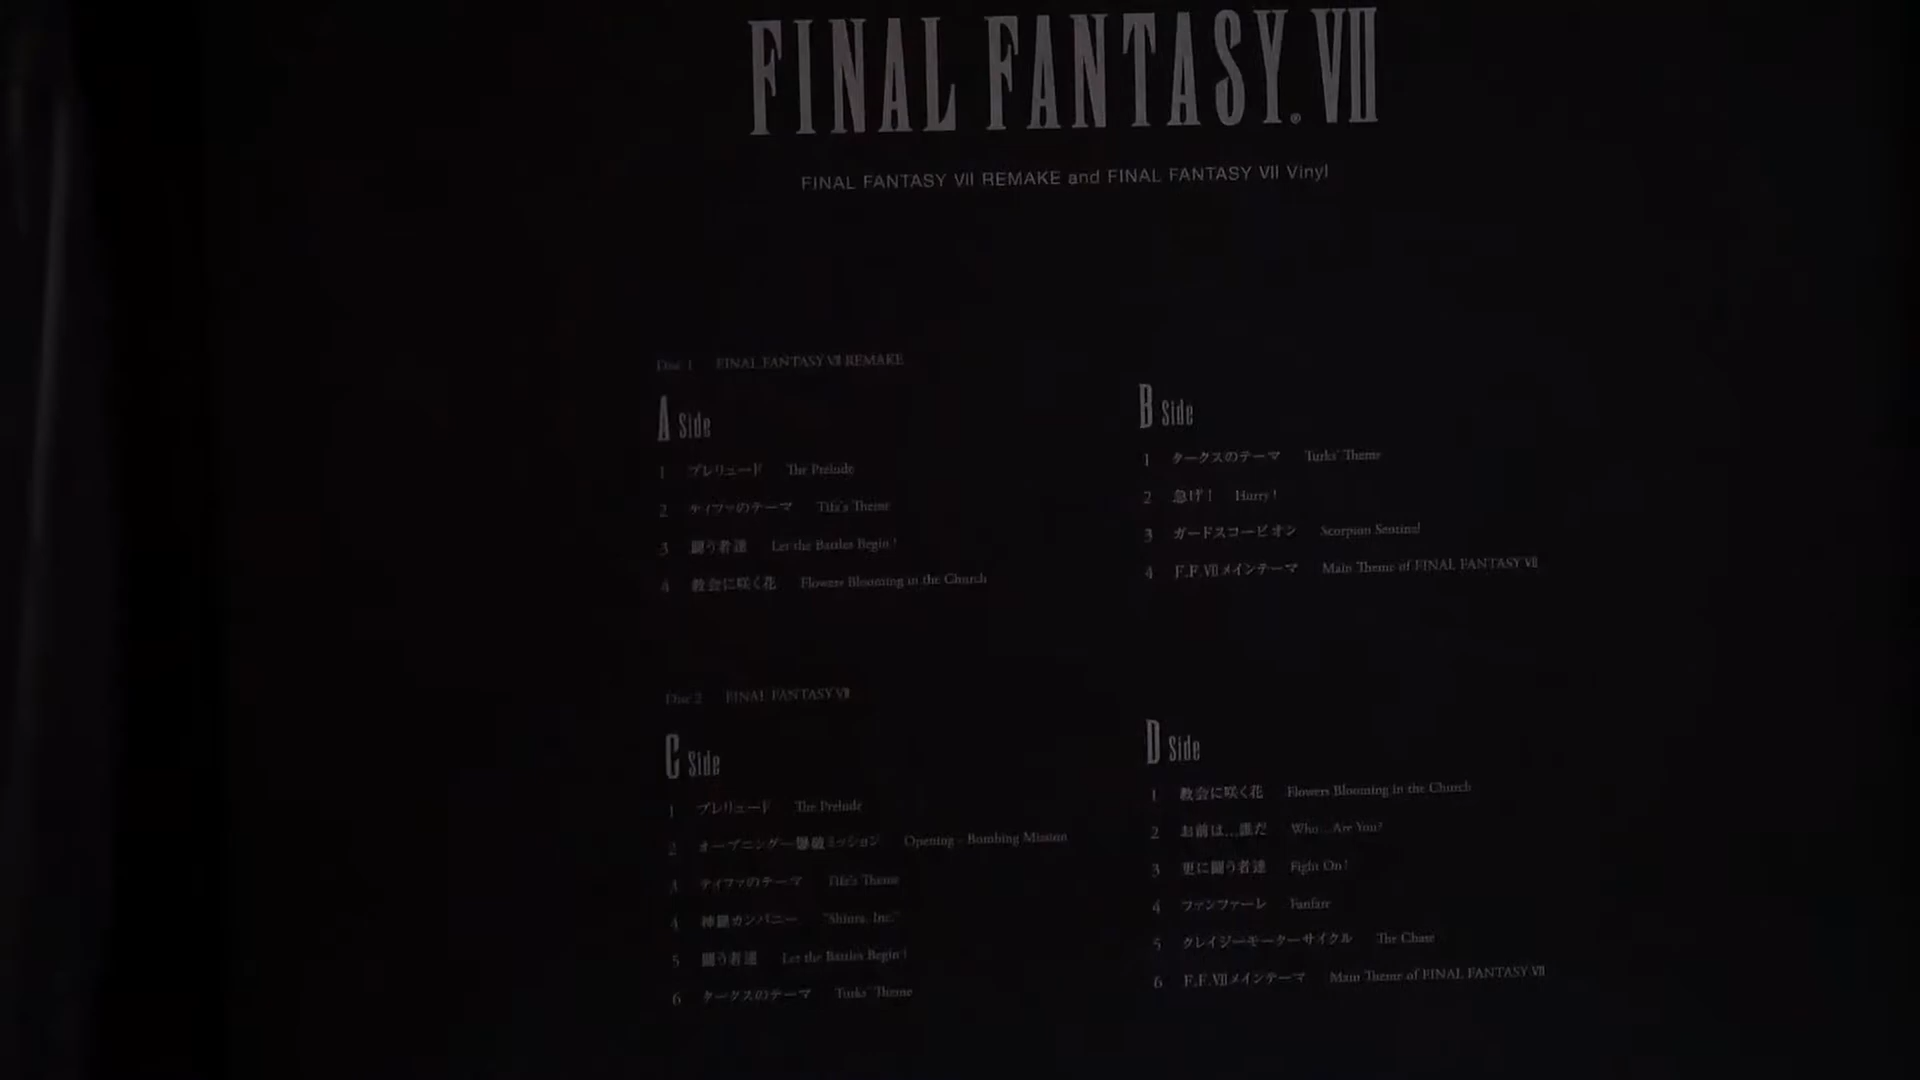 FINAL FANTASY® VII
FINAL FANTASY VII REMAKE and FINAL FANTASY VII Vinyl
Disc 1 FINAL FANTASY VII REMAKE
A Side
1 プレリュード The Prelude
2 ティファのテーマ Tifa's Theme
3 闘う者達 Let the Battles Begin !
4 教会に咲く花 Flowers Blooming in the Church
B Side
1 タークスのテーマ Turks' Theme
2 急げ! Hurry !
3 ガードスコーピオン Scorpion Sentinel
4 F.F.VIIメインテーマ Main Theme of FINAL FANTASY VII
Disc 2 FINAL FANTASY VII
C Side
1 プレリュード The Prelude
2 オープニング〜爆破ミッション Opening - Bombing Mission
3 ティファのテーマ Tifa's Theme
4 神羅カンパニー "Shinra, Inc."
5 闘う者達 Let the Battles Begin !
6 タークスのテーマ Turks' Theme
D Side
1 教会に咲く花 Flowers Blooming in the Church
2 お前は…誰だ Who...Are You?
3 更に闘う者達 Fight On !
4 ファンファーレ Fanfare
5 クレイジーモーターサイクル The Chase
6 F.F.VIIメインテーマ Main Theme of FINAL FANTASY VII